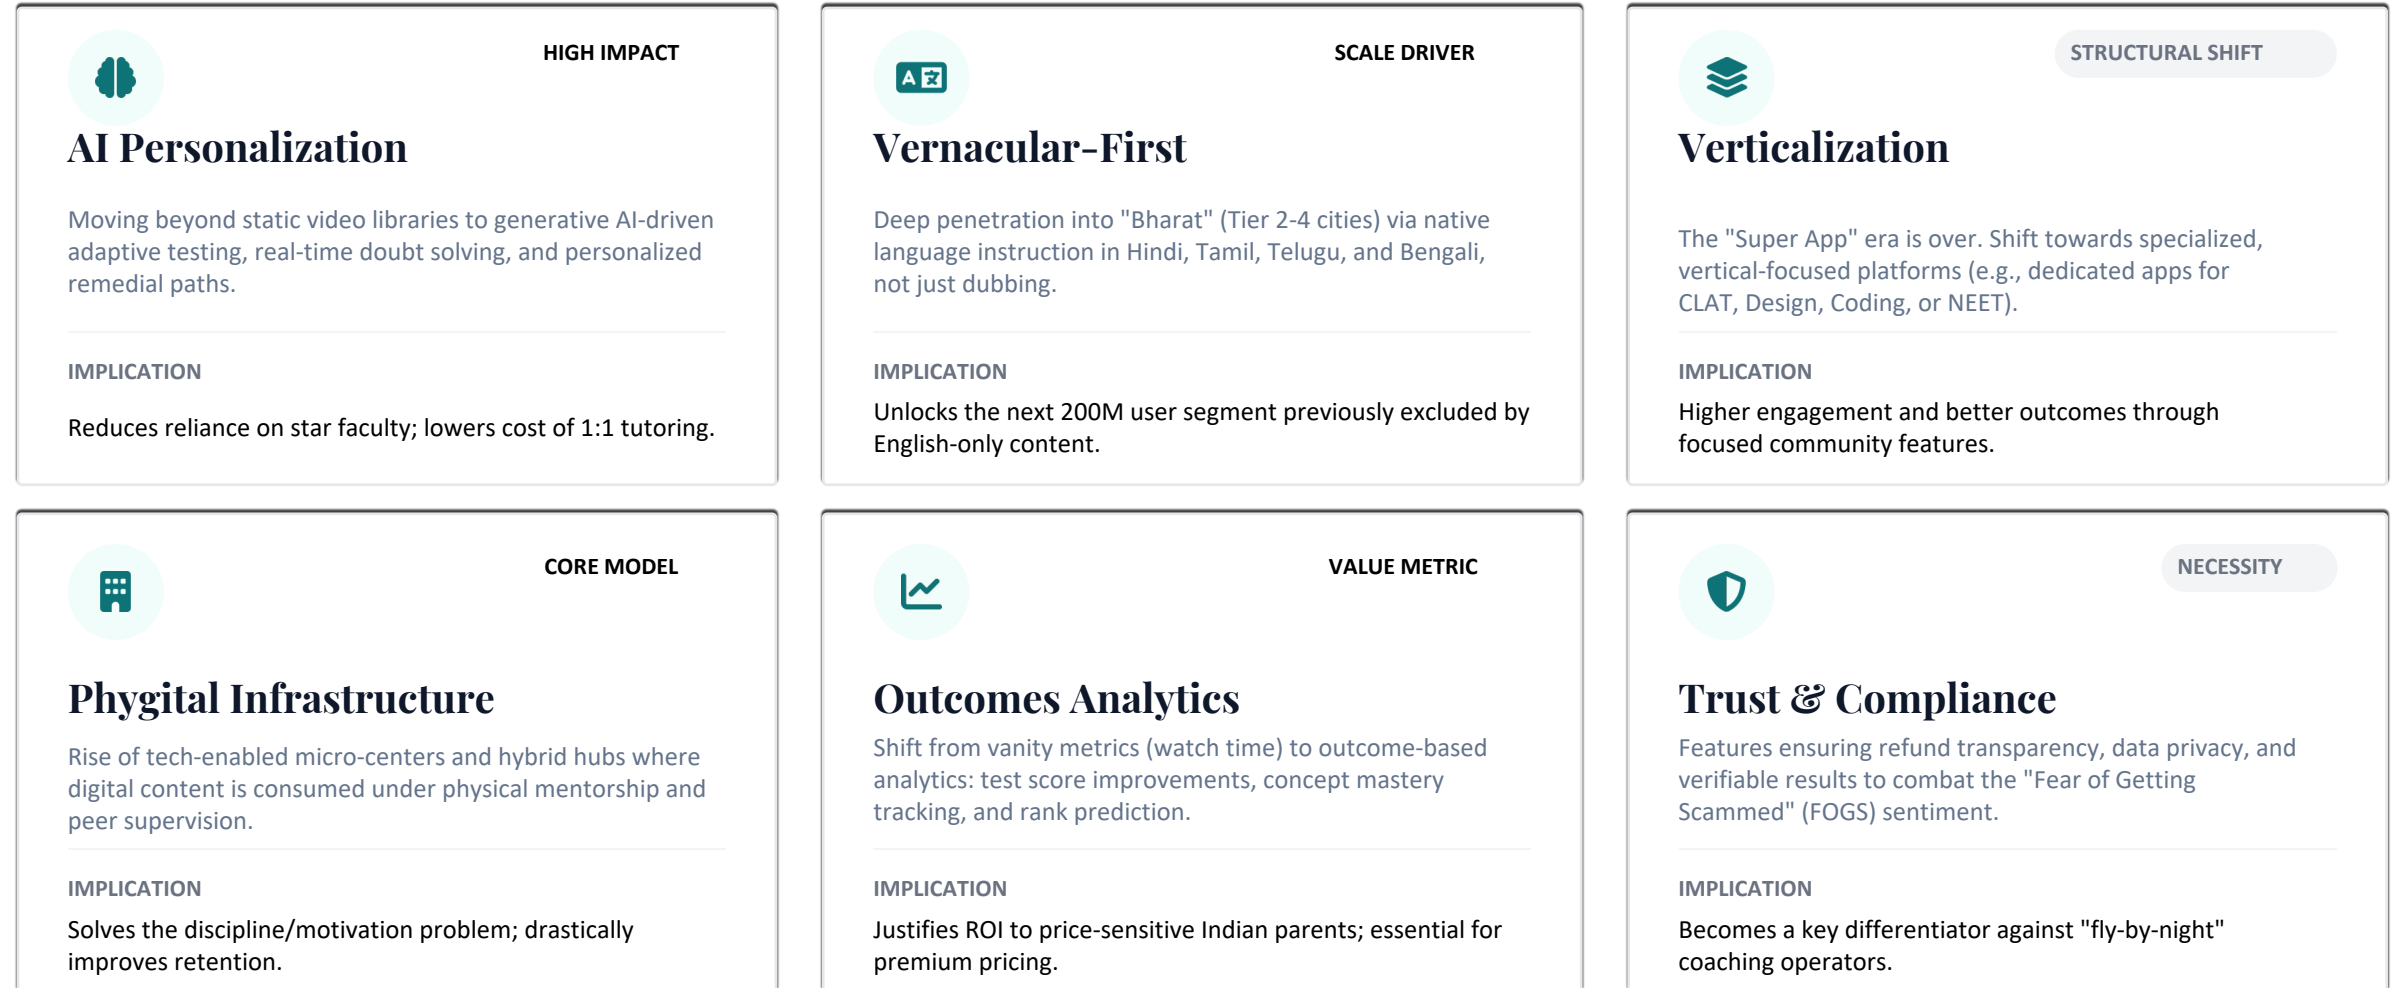 HIGH IMPACT
AI Personalization
Moving beyond static video libraries to generative AI-driven
adaptive testing, real-time doubt solving, and personalized
remedial paths.
IMPLICATION
Reduces reliance on star faculty; lowers cost of 1:1 tutoring.
A文
SCALE DRIVER
Vernacular-First
Deep penetration into "Bharat" (Tier 2-4 cities) via native
language instruction in Hindi, Tamil, Telugu, and Bengali,
not just dubbing.
IMPLICATION
Unlocks the next 200M user segment previously excluded by
English-only content.
STRUCTURAL SHIFT
Verticalization
The "Super App" era is over. Shift towards specialized,
vertical-focused platforms (e.g., dedicated apps for
CLAT, Design, Coding, or NEET).
IMPLICATION
Higher engagement and better outcomes through
focused community features.
CORE MODEL
Phygital Infrastructure
Rise of tech-enabled micro-centers and hybrid hubs where
digital content is consumed under physical mentorship and
peer supervision.
IMPLICATION
Solves the discipline/motivation problem; drastically
improves retention.
VALUE METRIC
Outcomes Analytics
Shift from vanity metrics (watch time) to outcome-based
analytics: test score improvements, concept mastery
tracking, and rank prediction.
IMPLICATION
Justifies ROI to price-sensitive Indian parents; essential for
premium pricing.
NECESSITY
Trust & Compliance
Features ensuring refund transparency, data privacy, and
verifiable results to combat the "Fear of Getting
Scammed" (FOGS) sentiment.
IMPLICATION
Becomes a key differentiator against "fly-by-night"
coaching operators.